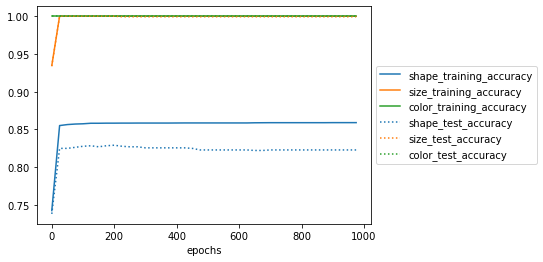 1.00
0.95
0.90
0.85
0.80
0.75
0 200 400 600 800 1000
epochs
shape_training_accuracy
size_training_accuracy
color_training_accuracy
shape_test_accuracy
size_test_accuracy
color_test_accuracy